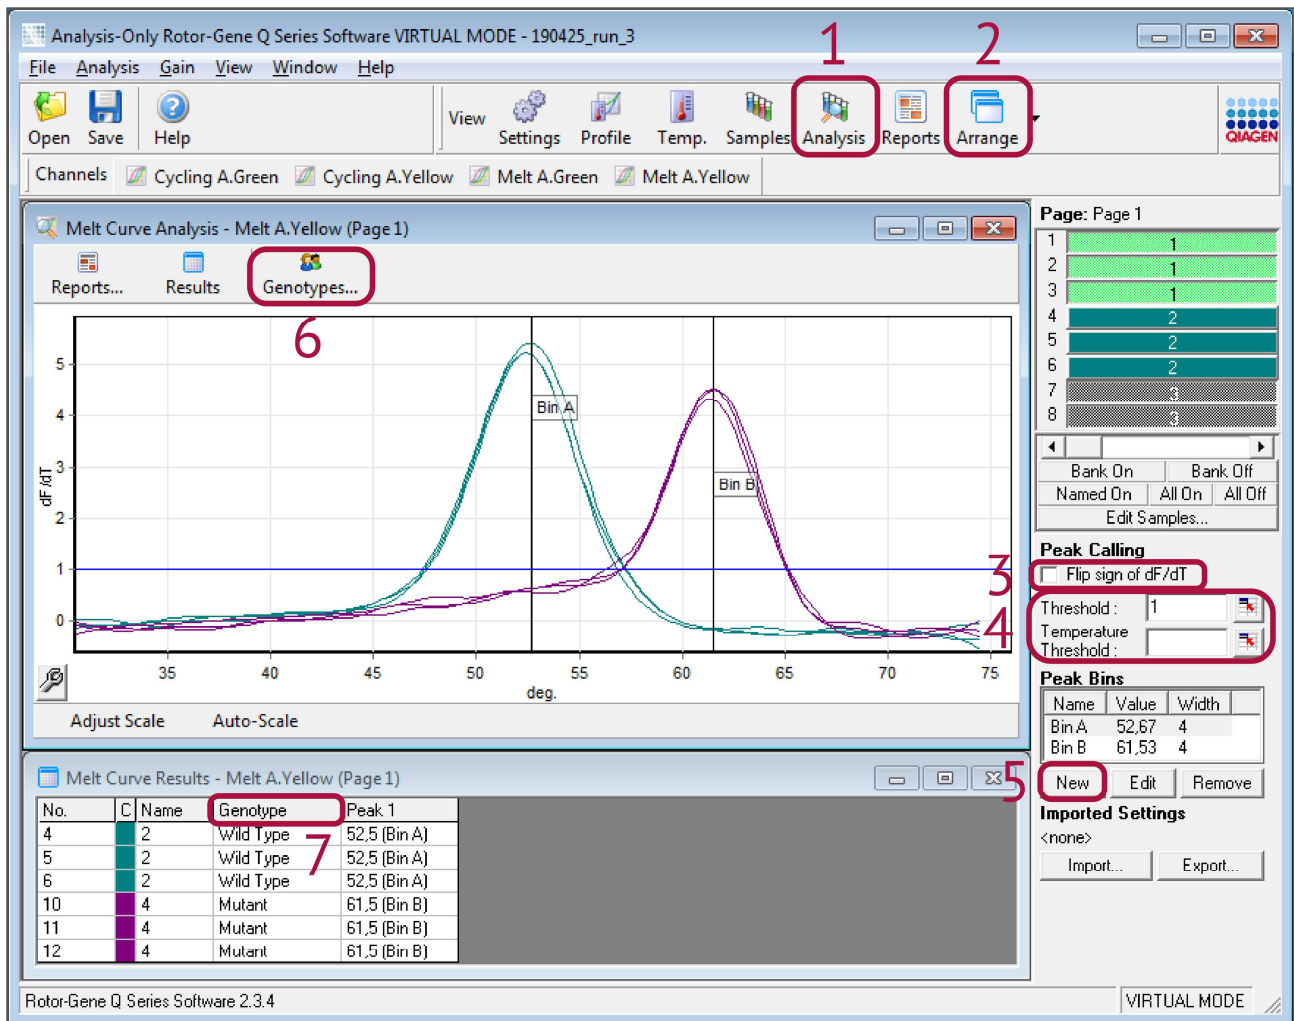 Analysis-Only Rotor-Gene Q Series Software VIRTUAL MODE - 190425_run_3
1 2
File Analysis Gain View Window Help
Open Save Help View Settings Profile Temp. Samples Analysis Reports Arrange QIAGEN
Channels Cycling A.Green Cycling A.Yellow Melt A.Green Melt A.Yellow
Melt Curve Analysis - Melt A.Yellow (Page 1)
Reports... Results Genotypes...
6
5
4
3
2
1
0
dF/dT
Bin A
Bin B
35 40 45 50 55 60 65 70 75
deg.
Adjust Scale Auto-Scale
Page: Page 1
1 1
2 1
3 1
4 2
5 2
6 2
7 3
8 3
Bank On Bank Off
Named On All On All Off
Edit Samples...
Peak Calling
3 Flip sign of dF/dT
4
Threshold : 1
Temperature
Threshold :
Peak Bins
Name Value Width
Bin A 52,67 4
Bin B 61,53 4
5 New Edit Remove
Imported Settings
<none>
Import... Export...
Melt Curve Results - Melt A.Yellow (Page 1)
No. C Name Genotype Peak 1
7
4 2 Wild Type 52,5 (Bin A)
5 2 Wild Type 52,5 (Bin A)
6 2 Wild Type 52,5 (Bin A)
10 4 Mutant 61,5 (Bin B)
11 4 Mutant 61,5 (Bin B)
12 4 Mutant 61,5 (Bin B)
Rotor-Gene Q Series Software 2.3.4 VIRTUAL MODE